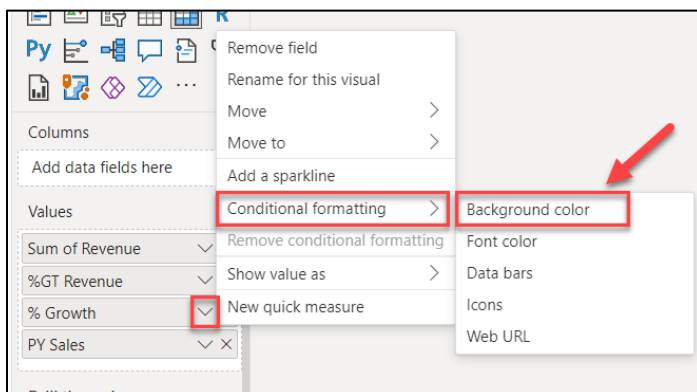 R
Py
Columns
Add data fields here
Values
Sum of Revenue
%GT Revenue
% Growth
PY Sales
Remove field
Rename for this visual
Move
Move to
Add a sparkline
Conditional formatting
Remove conditional formatting
Show value as
New quick measure
Background color
Font color
Data bars
Icons
Web URL